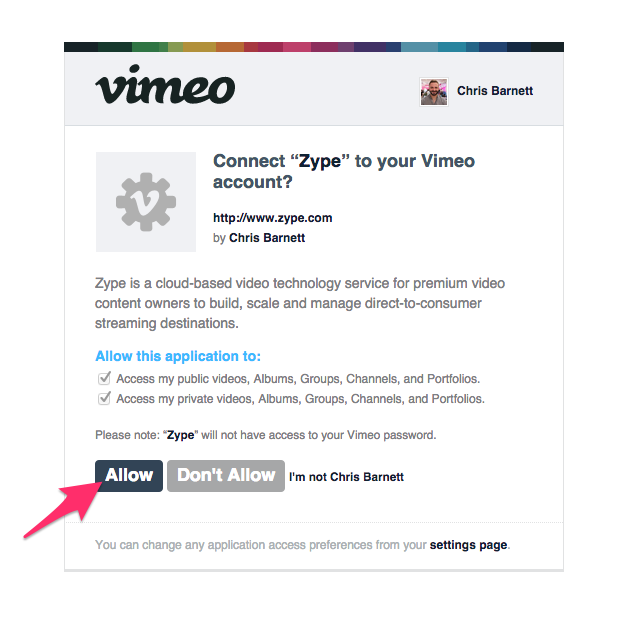 vimeo
Chris Barnett
Connect “Zype” to your Vimeo
account?
http://www.zype.com
by Chris Barnett
Zype is a cloud-based video technology service for premium video
content owners to build, scale and manage direct-to-consumer
streaming destinations.
Allow this application to:
Access my public videos, Albums, Groups, Channels, and Portfolios.
Access my private videos, Albums, Groups, Channels, and Portfolios.
Please note: “Zype” will not have access to your Vimeo password.
Allow Don't Allow I'm not Chris Barnett
You can change any application access preferences from your settings page.